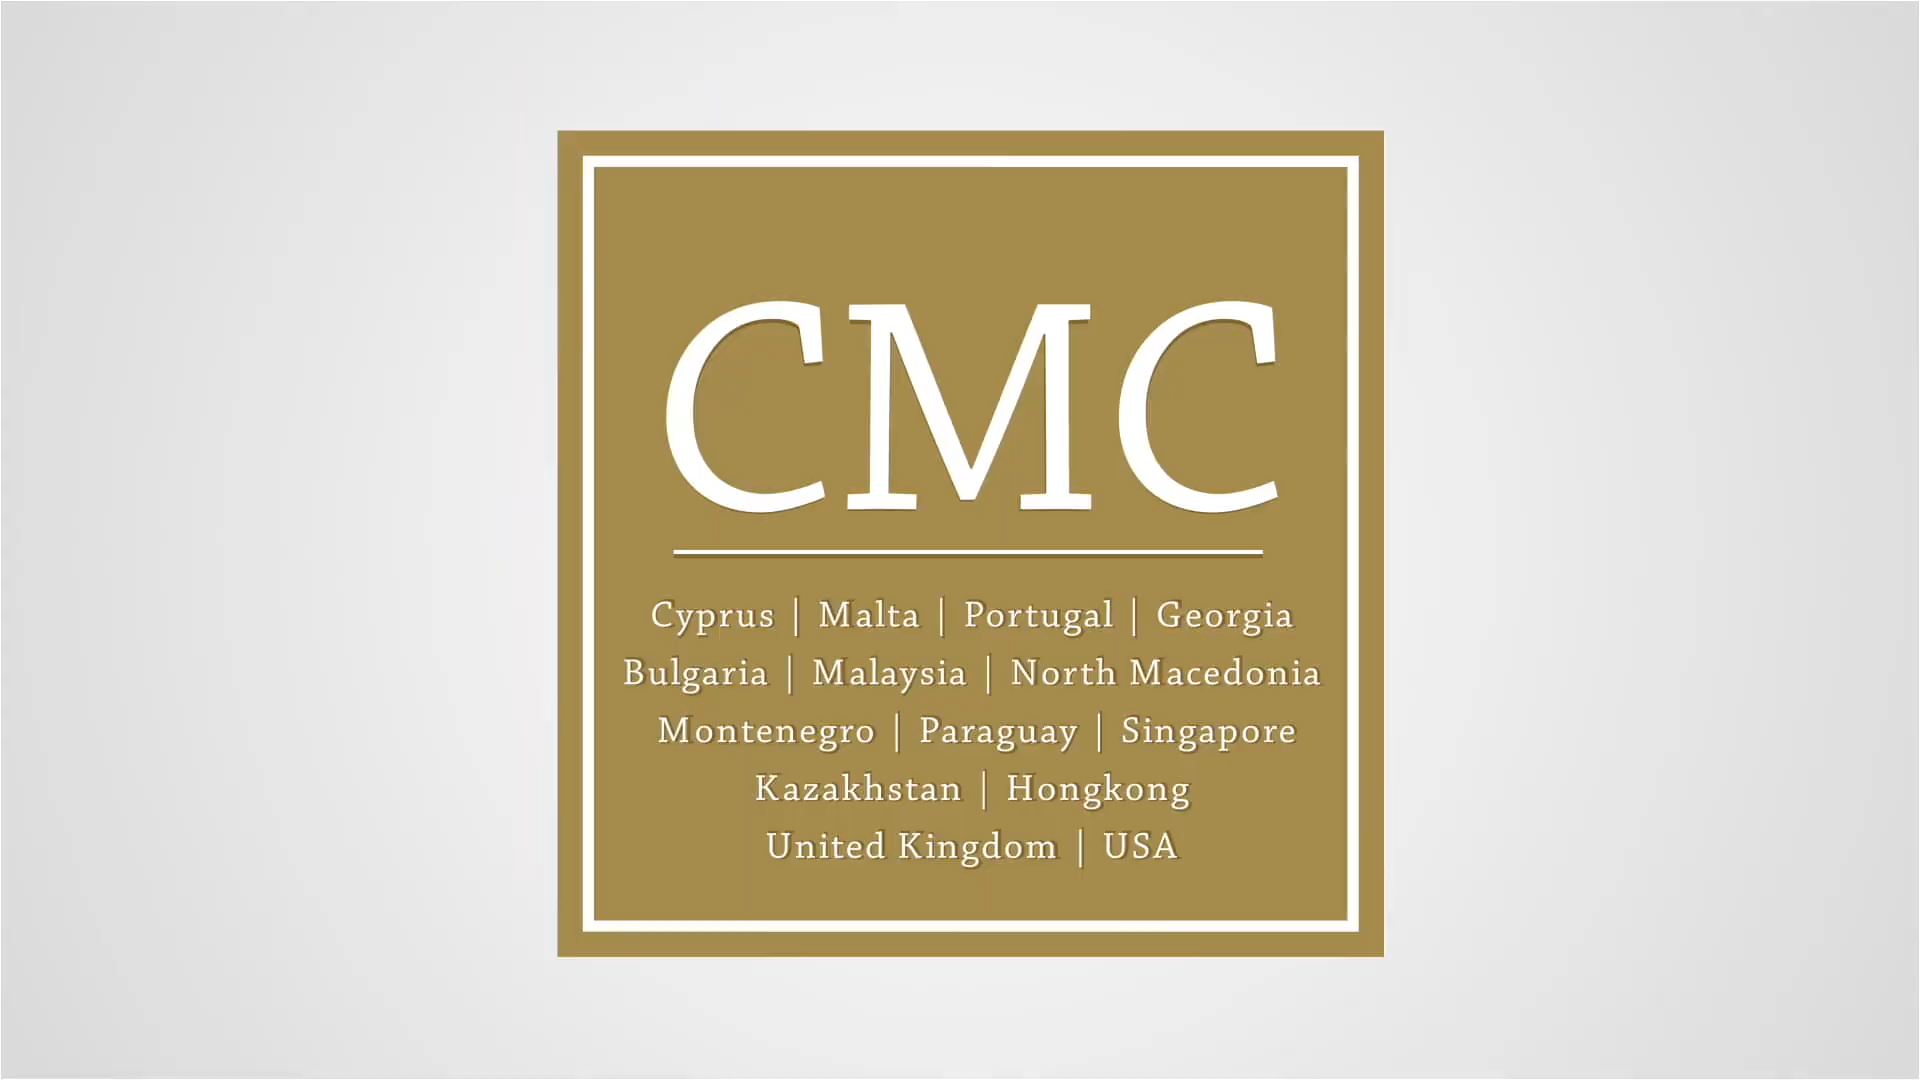 CMC
Cyprus | Malta | Portugal | Georgia
Bulgaria | Malaysia | North Macedonia
Montenegro | Paraguay | Singapore
Kazakhstan | Hongkong
United Kingdom | USA